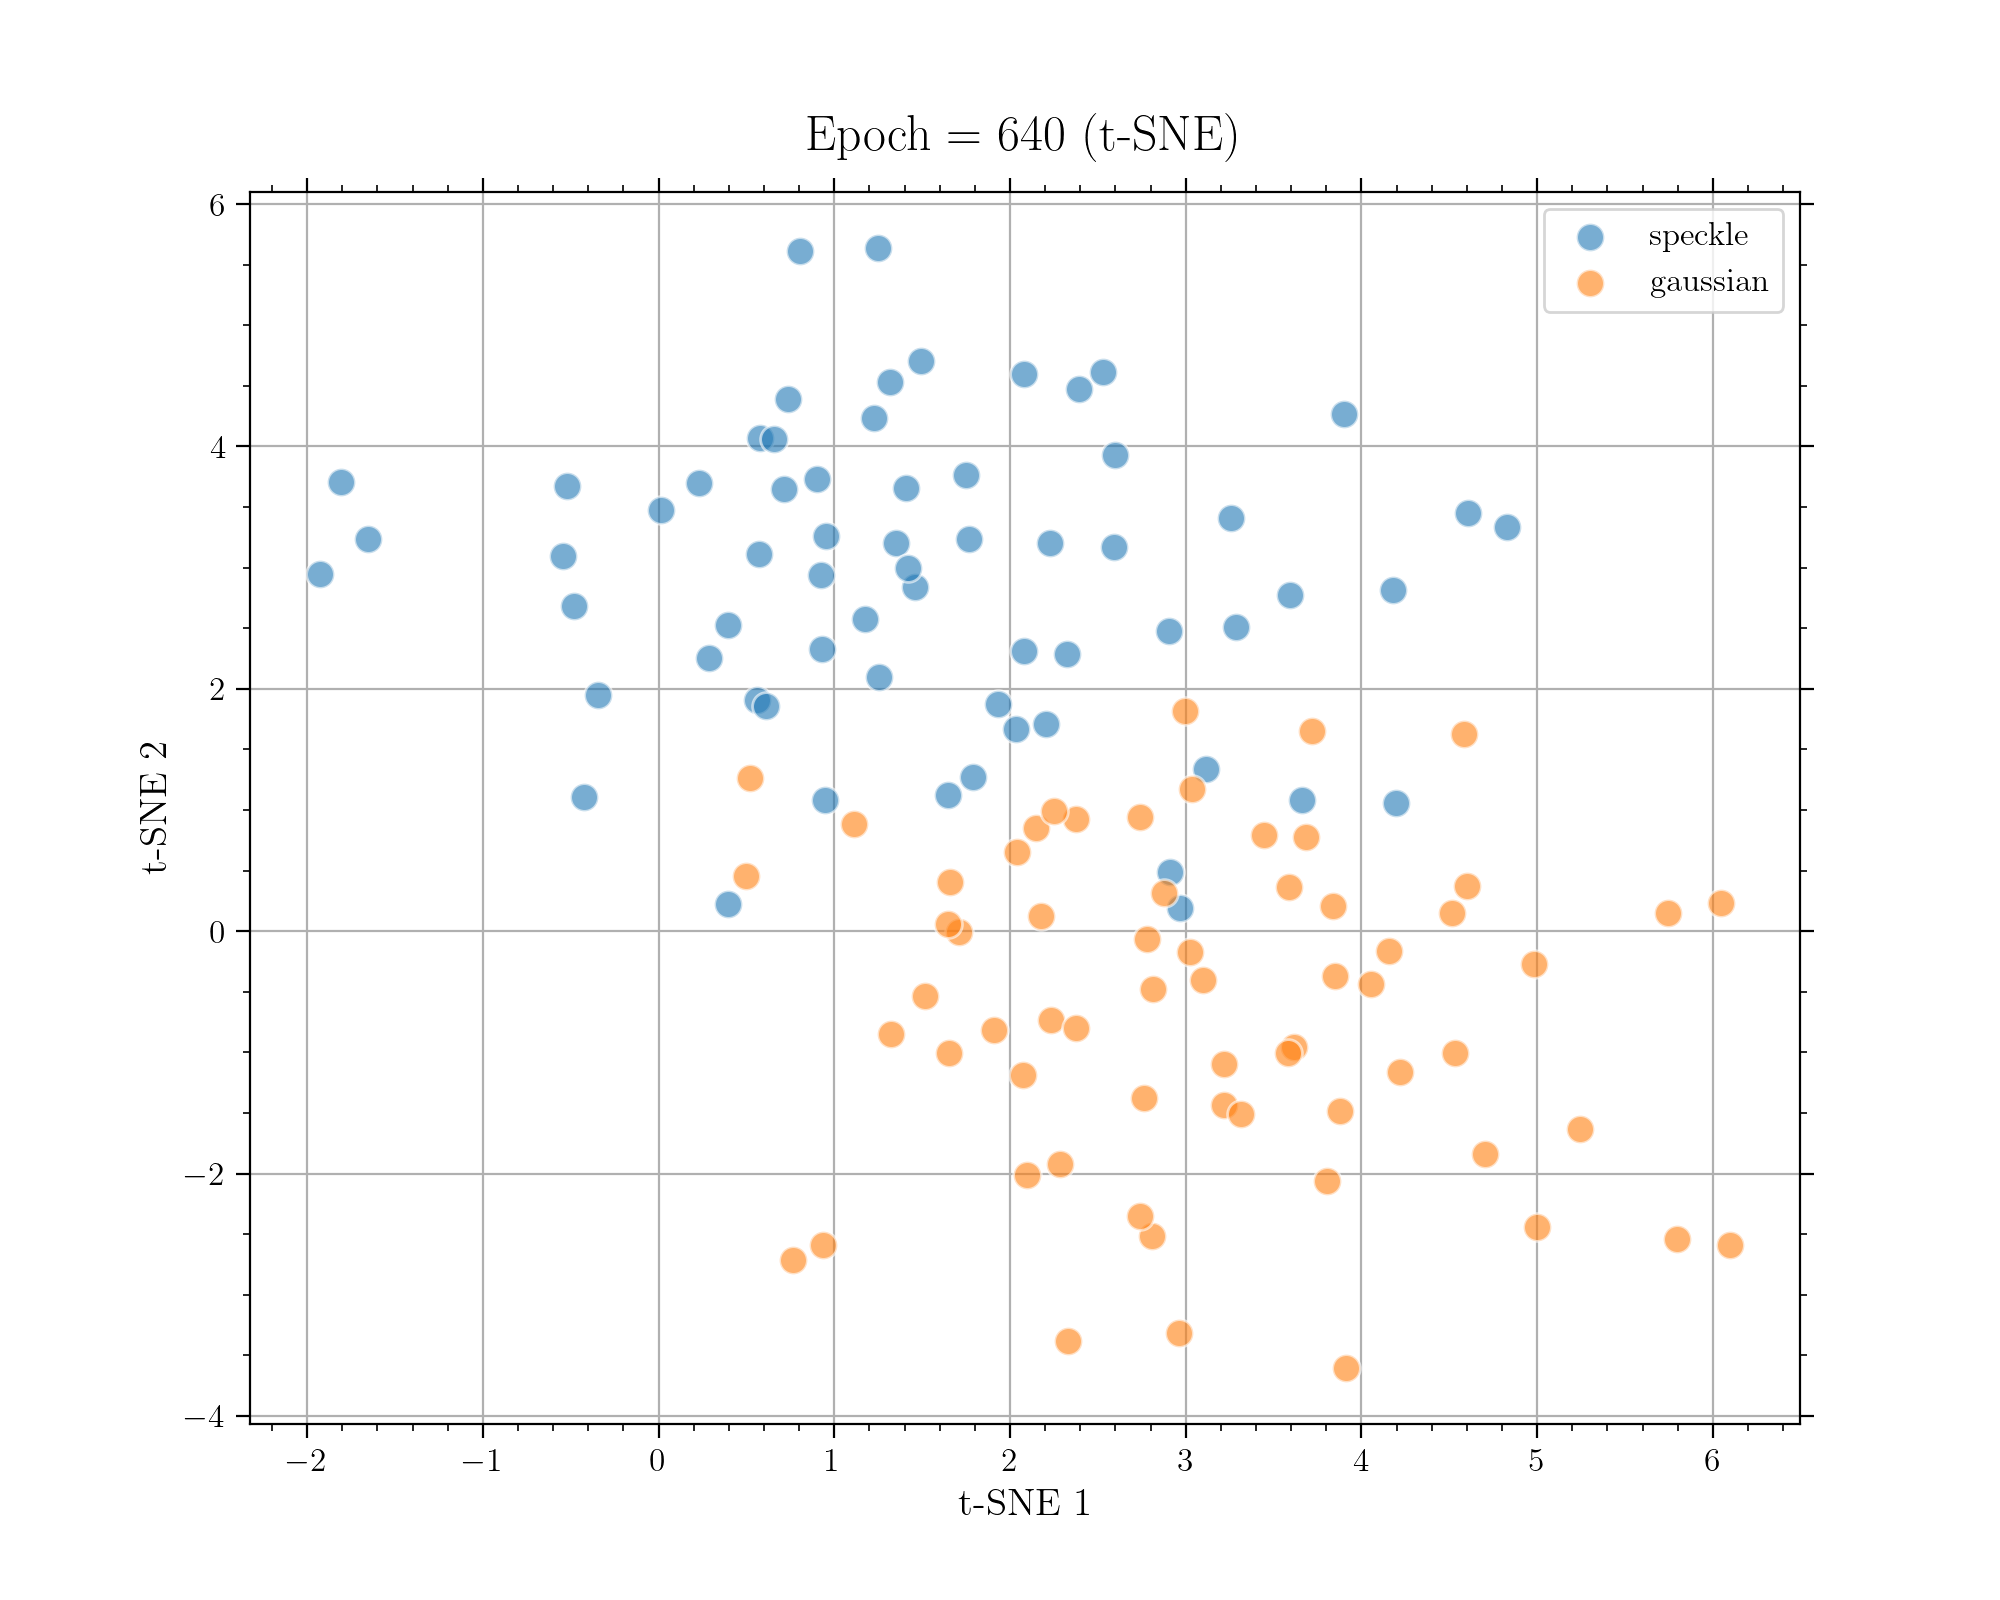 Epoch = 640 (t-SNE)
speckle
gaussian
6
4
2
0
−2
−4
t-SNE 2
−2 −1 0 1 2 3 4 5 6
t-SNE 1